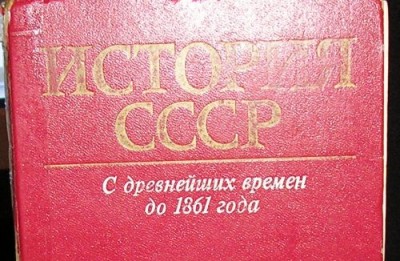 ИСТОРИЯ
СССР
С древнейших времен
до 1861 года